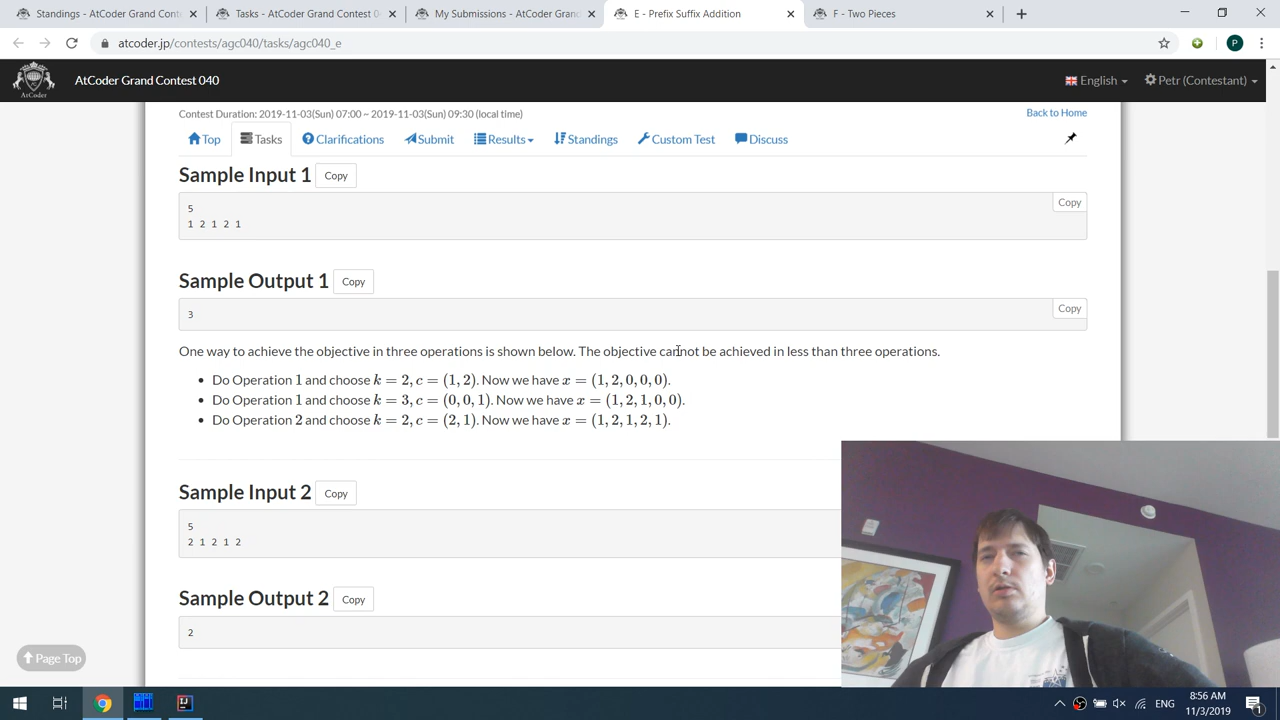 Standings - AtCoder Grand Cont
Tasks - AtCoder Grand Contest 0
My Submissions - AtCoder Grand
E - Prefix Suffix Addition
F - Two Pieces
atcoder.jp/contests/agc040/tasks/agc040_e
P
AtCoder
AtCoder Grand Contest 040
English
Petr (Contestant)
Contest Duration: 2019-11-03(Sun) 07:00 ~ 2019-11-03(Sun) 09:30 (local time)
Back to Home
Top
Tasks
Clarifications
Submit
Results
Standings
Custom Test
Discuss
Sample Input 1
Copy
Copy
5
1 2 1 2 1
Sample Output 1
Copy
Copy
3
One way to achieve the objective in three operations is shown below. The objective cannot be achieved in less than three operations.
• Do Operation 1 and choose k = 2, c = (1, 2). Now we have x = (1, 2, 0, 0, 0).
• Do Operation 1 and choose k = 3, c = (0, 0, 1). Now we have x = (1, 2, 1, 0, 0).
• Do Operation 2 and choose k = 2, c = (2, 1). Now we have x = (1, 2, 1, 2, 1).
Sample Input 2
Copy
5
2 1 2 1 2
Sample Output 2
Copy
2
Page Top
ENG
8:56 AM
11/3/2019
1